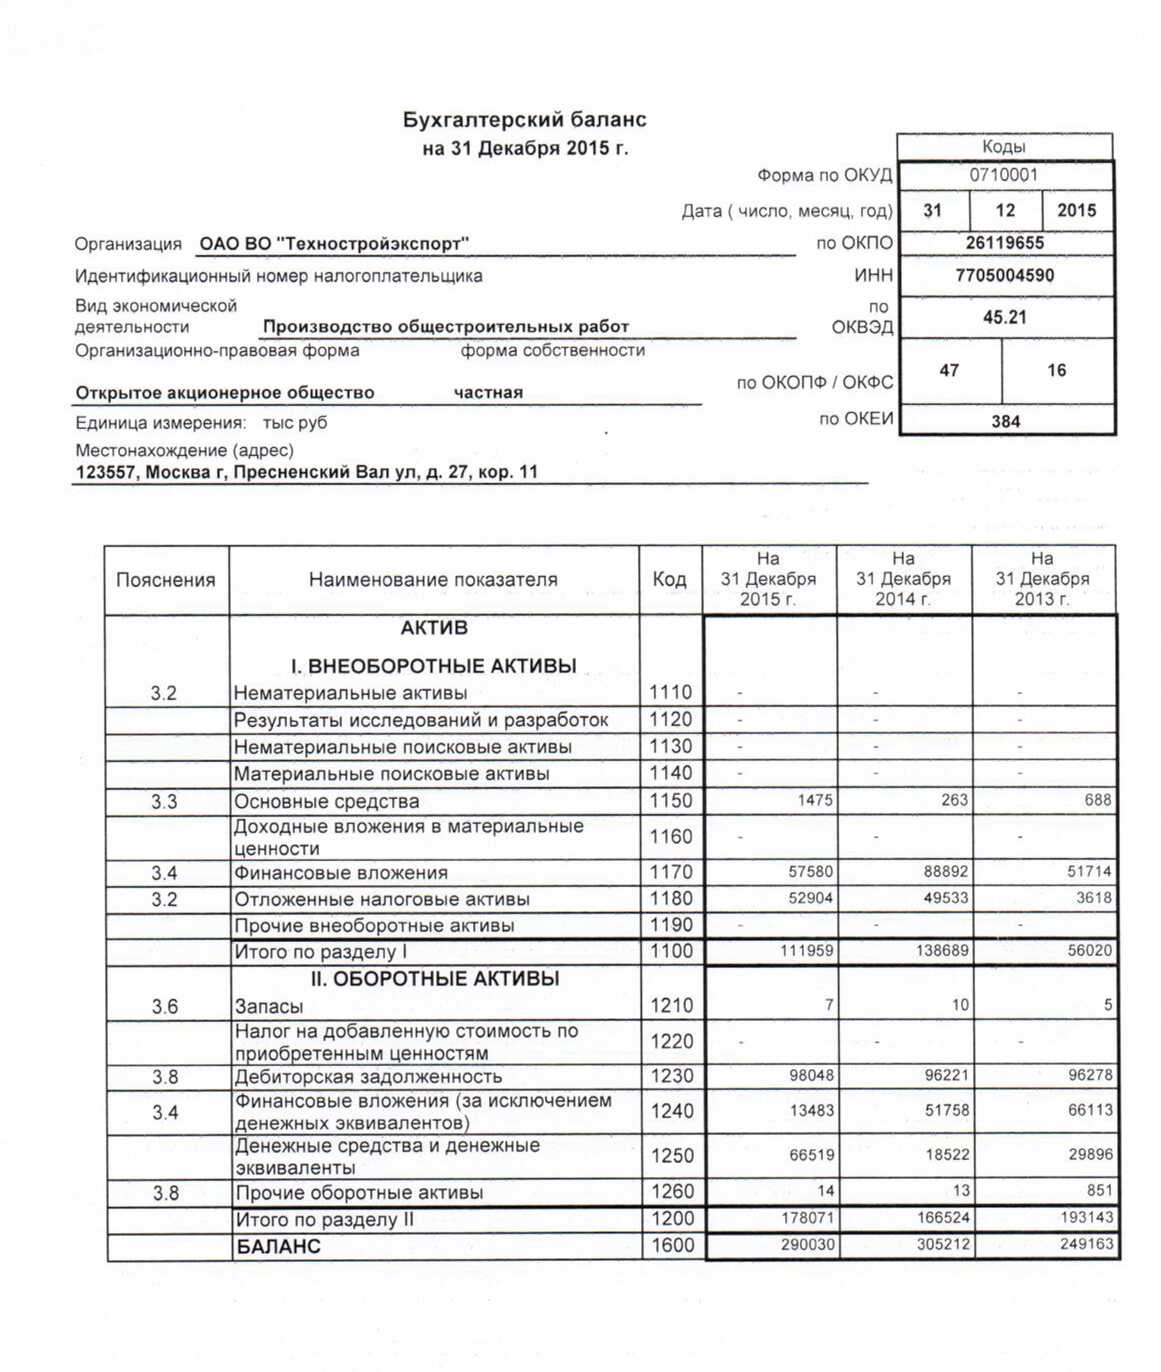 Бухгалтерский баланс
на 31 Декабря 2015 г.
Коды
Форма по ОКУД 0710001
Дата ( число, месяц, год) 31 12 2015
Организация ОАО ВО "Техностройэкспорт" по ОКПО 26119655
Идентификационный номер налогоплательщика ИНН 7705004590
Вид экономической по
деятельности Производство общестроительных работ ОКВЭД 45.21
Организационно-правовая форма форма собственности
47 16
Открытое акционерное общество частная по ОКОПФ / ОКФС
Единица измерения: тыс руб по ОКЕИ 384
Местонахождение (адрес)
123557, Москва г, Пресненский Вал ул, д. 27, кор. 11
Пояснения Наименование показателя Код На 31 Декабря 2015 г. На 31 Декабря 2014 г. На 31 Декабря 2013 г.
АКТИВ
I. ВНЕОБОРОТНЫЕ АКТИВЫ
3.2 Нематериальные активы 1110 - - -
Результаты исследований и разработок 1120 - - -
Нематериальные поисковые активы 1130 - - -
Материальные поисковые активы 1140 - - -
3.3 Основные средства 1150 1475 263 688
Доходные вложения в материальные
ценности 1160 - - -
3.4 Финансовые вложения 1170 57580 88892 51714
3.2 Отложенные налоговые активы 1180 52904 49533 3618
Прочие внеоборотные активы 1190 - - -
Итого по разделу I 1100 111959 138689 56020
II. ОБОРОТНЫЕ АКТИВЫ
3.6 Запасы 1210 7 10 5
Налог на добавленную стоимость по
приобретенным ценностям 1220 - - -
3.8 Дебиторская задолженность 1230 98048 96221 96278
3.4 Финансовые вложения (за исключением
денежных эквивалентов) 1240 13483 51758 66113
Денежные средства и денежные
эквиваленты 1250 66519 18522 29896
3.8 Прочие оборотные активы 1260 14 13 851
Итого по разделу II 1200 178071 166524 193143
БАЛАНС 1600 290030 305212 249163